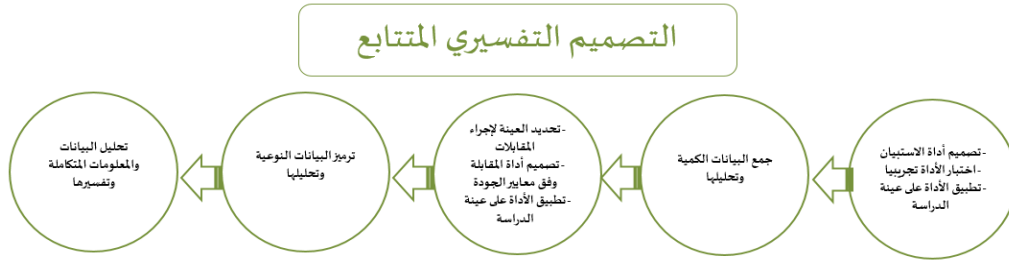 التصميم التفسيري المتتابع
-تصميم أداة الاستبيان
-اختبار الأداة تجريبيا
-تطبيق الأداة على عينة
الدراسة
جمع البيانات الكمية
وتحليلها
-تحديد العينة لإجراء
المقابلات
-تصميم أداة المقابلة
وفق معايير الجودة
-تطبيق الأداة على عينة
الدراسة
ترميز البيانات النوعية
وتحليلها
تحليل البيانات
والمعلومات المتكاملة
وتفسيرها